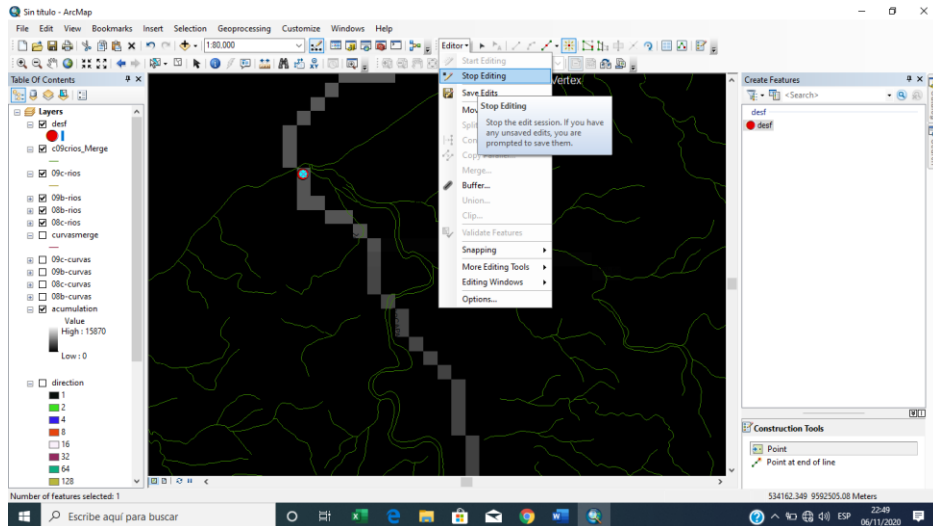 Sin título - ArcMap
File Edit View Bookmarks Insert Selection Geoprocessing Customize Windows Help
1:80,000
Editor
Table Of Contents
Start Editing
Stop Editing
Save Edits
Stop Editing
Stop the edit session. If you have
any unsaved edits, you are
prompted to save them.
Merge...
Buffer...
Union...
Clip...
Validate Features
Snapping
More Editing Tools
Editing Windows
Options...
Vertex
Layers
desf
c09crios_Merge
09c-rios
09b-rios
08b-rios
08c-rios
curvasmerge
09c-curvas
09b-curvas
08c-curvas
08b-curvas
acumulation
Value
High : 15870
Low : 0
direction
1
2
4
8
16
32
64
128
Create Features
<Search>
desf
desf
Construction Tools
Point
Point at end of line
Number of features selected: 1
534162.349 9592505.08 Meters
Escribe aquí para buscar
ESP
22:49
06/11/2020